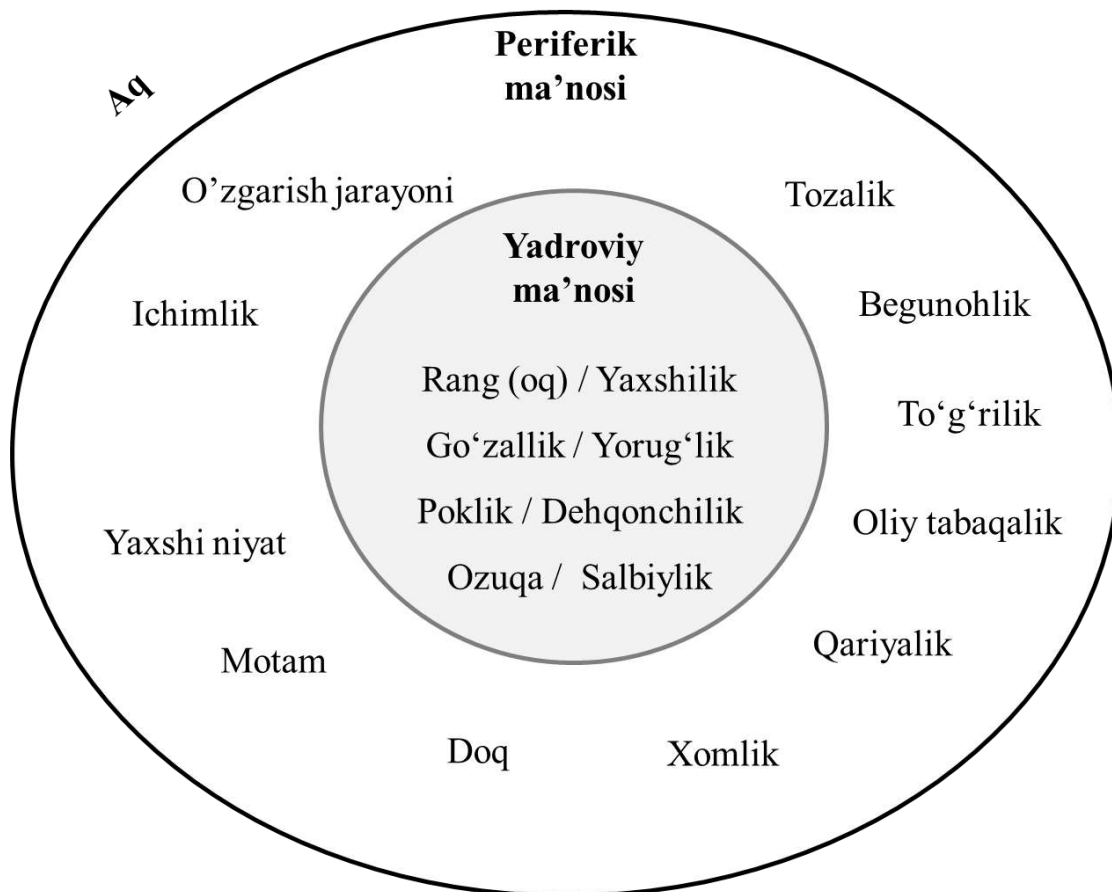 Aq
Periferik
ma’nosi
O’zgarish jarayoni
Tozalik
Yadroviy
ma’nosi
Ichimlik
Begunohlik
Rang (oq) / Yaxshilik
To‘g‘rilik
Go‘zallik / Yorug‘lik
Poklik / Dehqonchilik
Oliy tabaqalik
Yaxshi niyat
Ozuqa / Salbiylik
Qariyalik
Motam
Doq
Xomlik